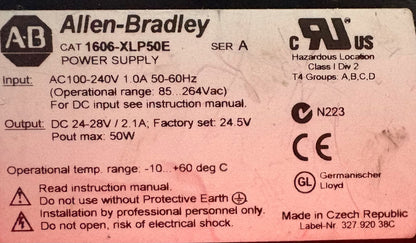 AB Allen-Bradley
CAT 1606-XLP50E SER A
POWER SUPPLY
Input: AC100-240V 1.0A 50-60Hz
(Operational range: 85...264Vac)
For DC input see instruction manual.
Output: DC 24-28V / 2.1A; Factory set: 24.5V
Pout max: 50W
Operational temp. range: -10...+60 deg C
Read instruction manual.
Do not use without Protective Earth
Installation by professional personnel only.
Do not open, risk of electrical shock.
c UR US
Hazardous Location
Class I Div 2
T4 Groups: A,B,C,D
N223
CE
GL Germanischer
Lloyd
Made in Czech Republic
Label-Nr. 327 920 38C